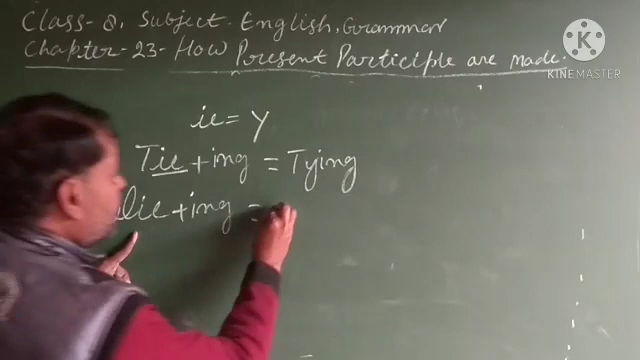 Class-8, Subject. English, Grammar
Chapter-23-How Present Participle are made.
K
KINEMASTER
ie = Y
Tie + ing = Tying
lie + ing =